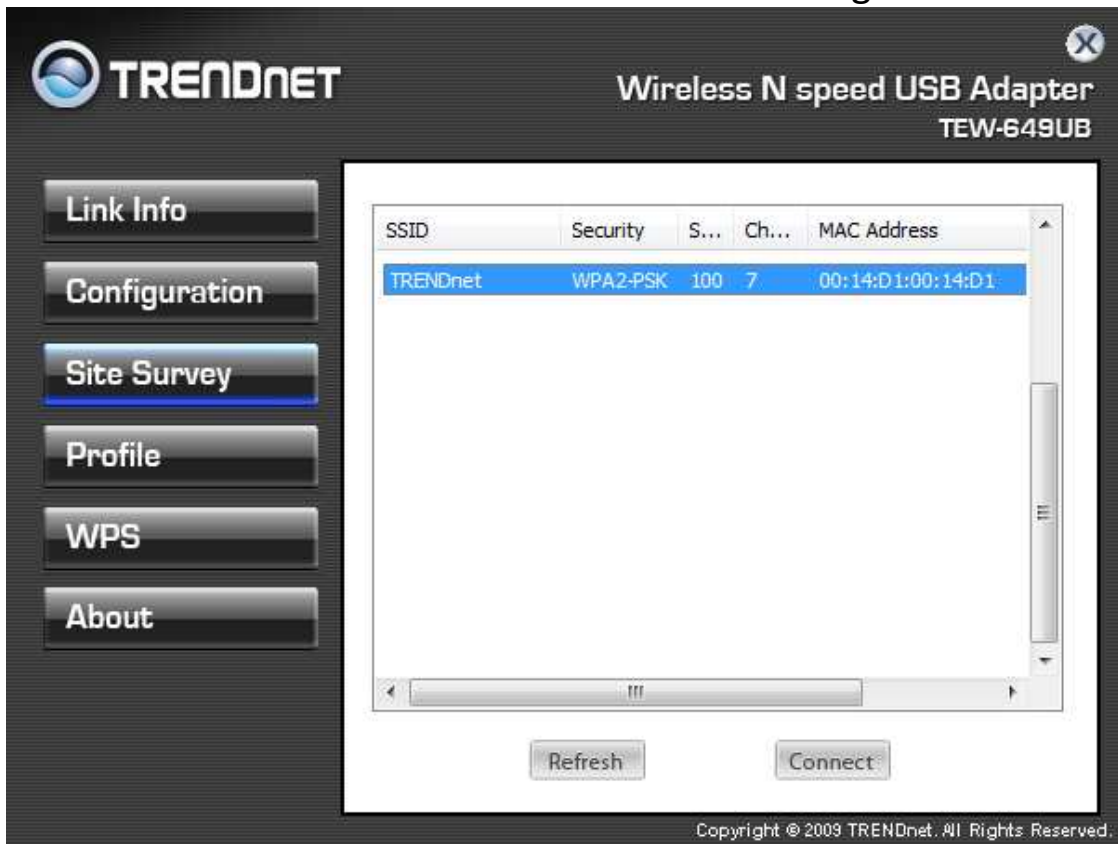 TRENDNET
Wireless N speed USB Adapter
TEW-649UB
Link Info
Configuration
Site Survey
Profile
WPS
About
SSID Security S... Ch... MAC Address
TRENDnet WPA2-PSK 100 7 00:14:D1:00:14:D1
Refresh Connect
Copyright © 2009 TRENDnet. All Rights Reserved.